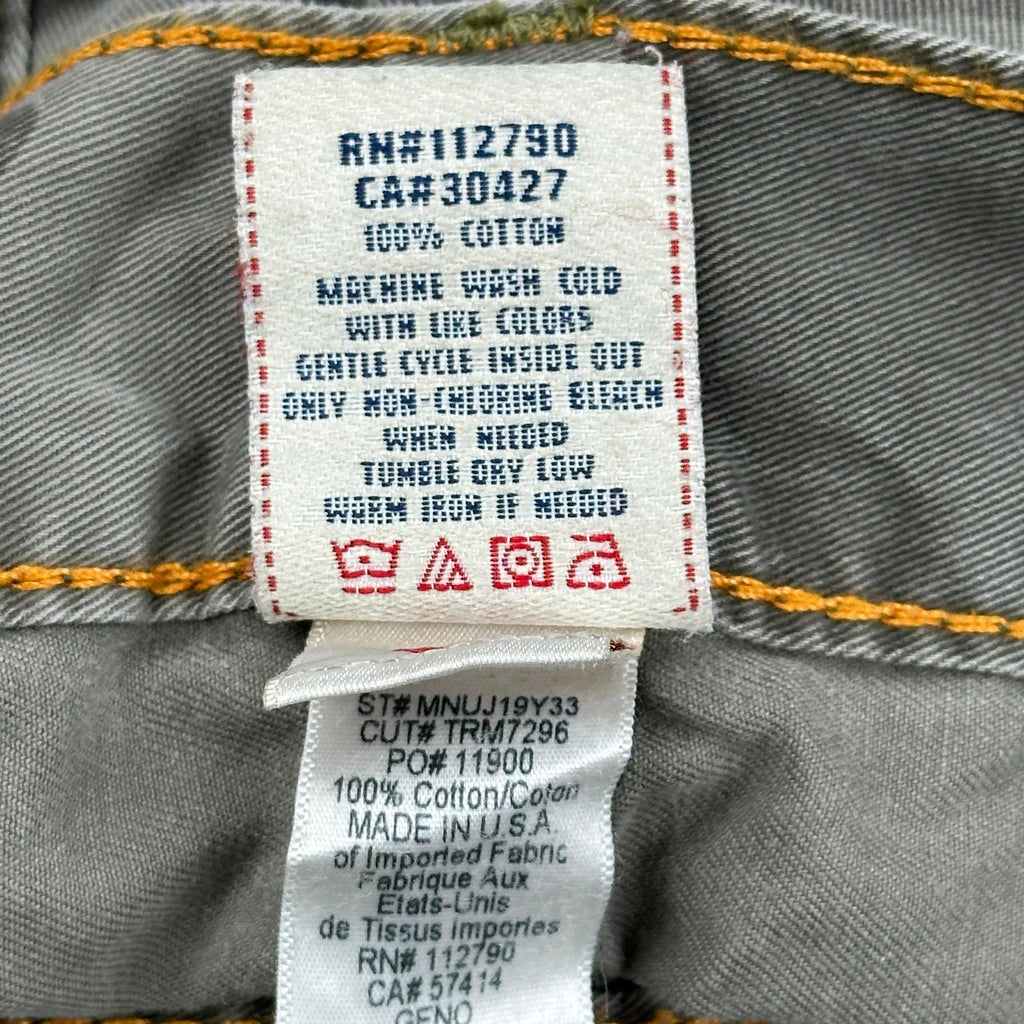 RN#112790
CA#30427
100% COTTON
MACHINE WASH COLD
WITH LIKE COLORS
GENTLE CYCLE INSIDE OUT
ONLY NON-CHLORINE BLEACH
WHEN NEEDED
TUMBLE DRY LOW
WARM IRON IF NEEDED
ST# MNUJ19Y33
CUT# TRM7296
PO# 11900
100% Cotton/Coton
MADE IN U.S.A
of Imported Fabric
Fabrique Aux
Etats-Unis
de Tissus importes
RN# 112790
CA# 57414
GENO